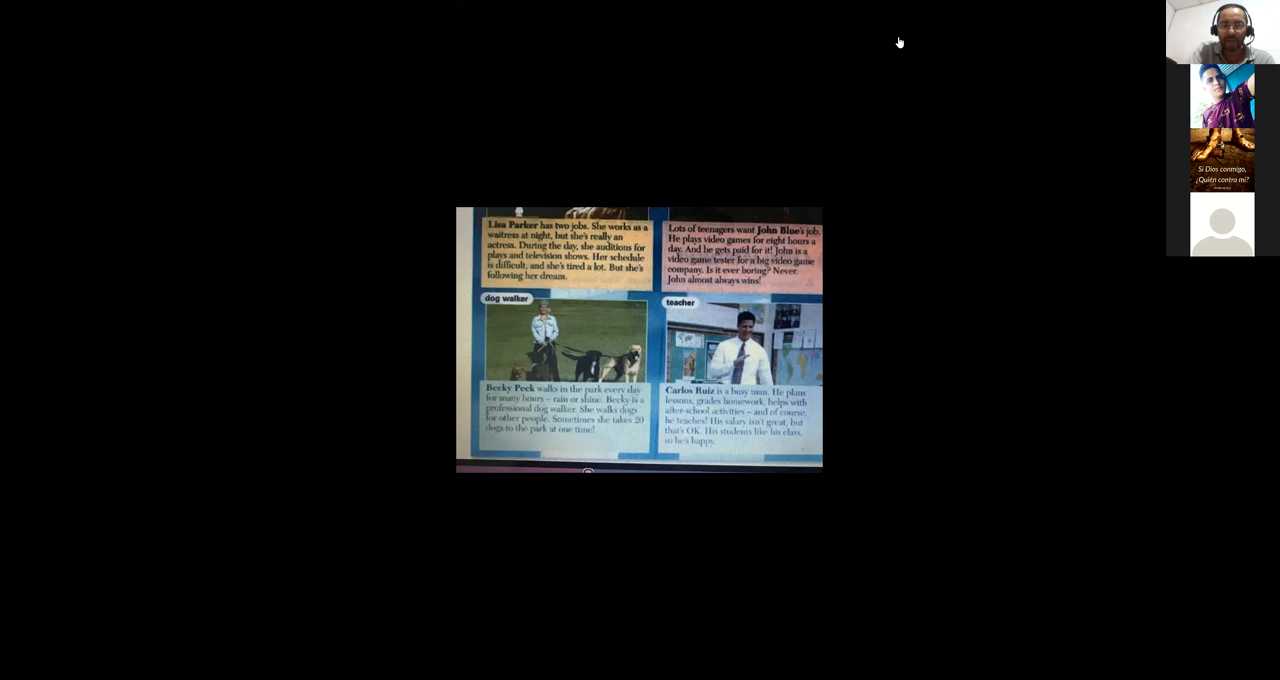 Lisa Parker has two jobs. She works as a
waitress at night, but she's really an
actress. During the day, she auditions for
plays and television shows. Her schedule
is difficult, and she's tired a lot. But she's
following her dream.
Lots of teenagers want John Blue's job.
He plays video games for eight hours a
day. And he gets paid for it! John is a
video game tester for a big video game
company. Is it ever boring? Never.
John almost always wins!
dog walker
Becky Peck walks in the park every day
for many hours – rain or shine. Becky is a
professional dog walker. She walks dogs
for other people. Sometimes she takes 20
dogs to the park at one time!
teacher
Carlos Ruiz is a busy man. He plans
lessons, grades homework, helps with
after-school activities – and of course,
he teaches! His salary isn't great, but
that's OK. His students like his class,
so he's happy.
Si Dios conmigo,
¿Quién contra mí?